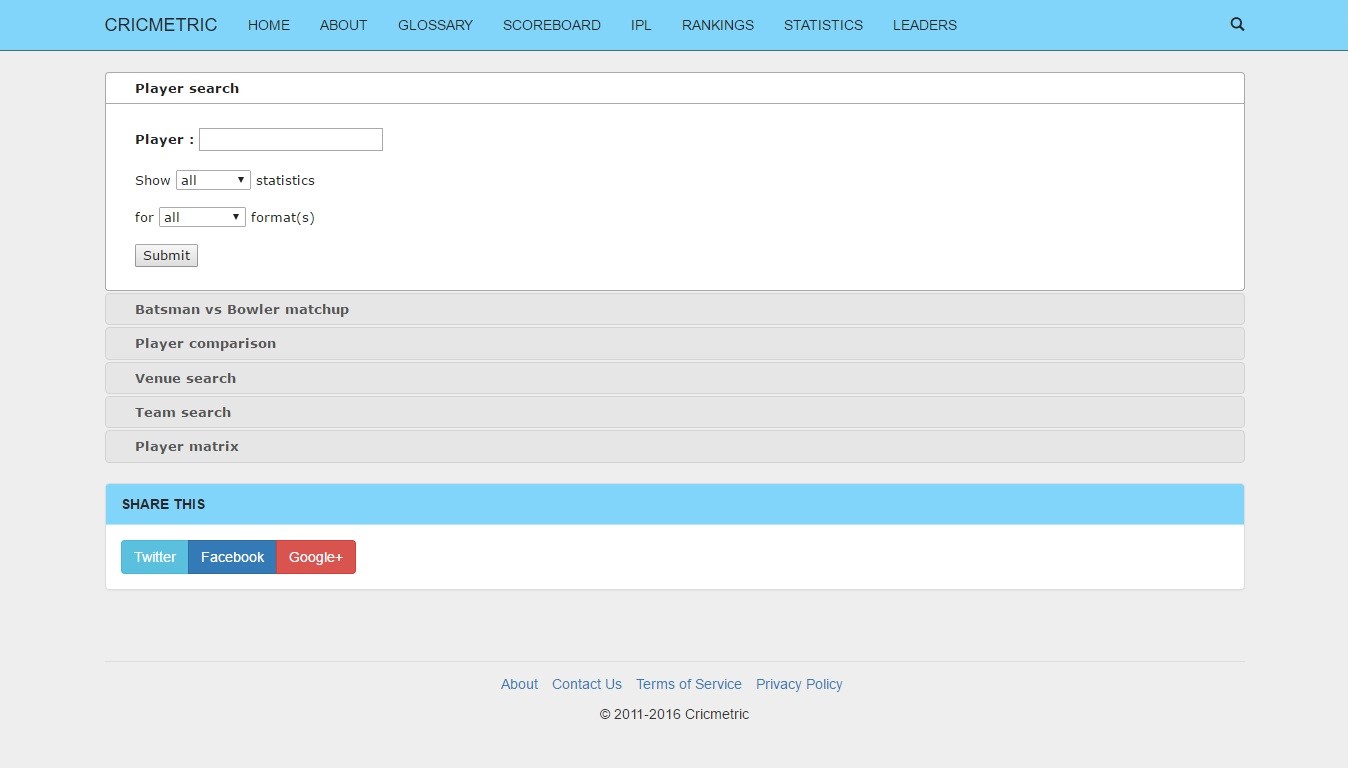 CRICMETRIC HOME ABOUT GLOSSARY SCOREBOARD IPL RANKINGS STATISTICS LEADERS
Player search
Player :
Show all statistics
for all format(s)
Submit
Batsman vs Bowler matchup
Player comparison
Venue search
Team search
Player matrix
SHARE THIS
Twitter Facebook Google+
About Contact Us Terms of Service Privacy Policy
© 2011-2016 Cricmetric